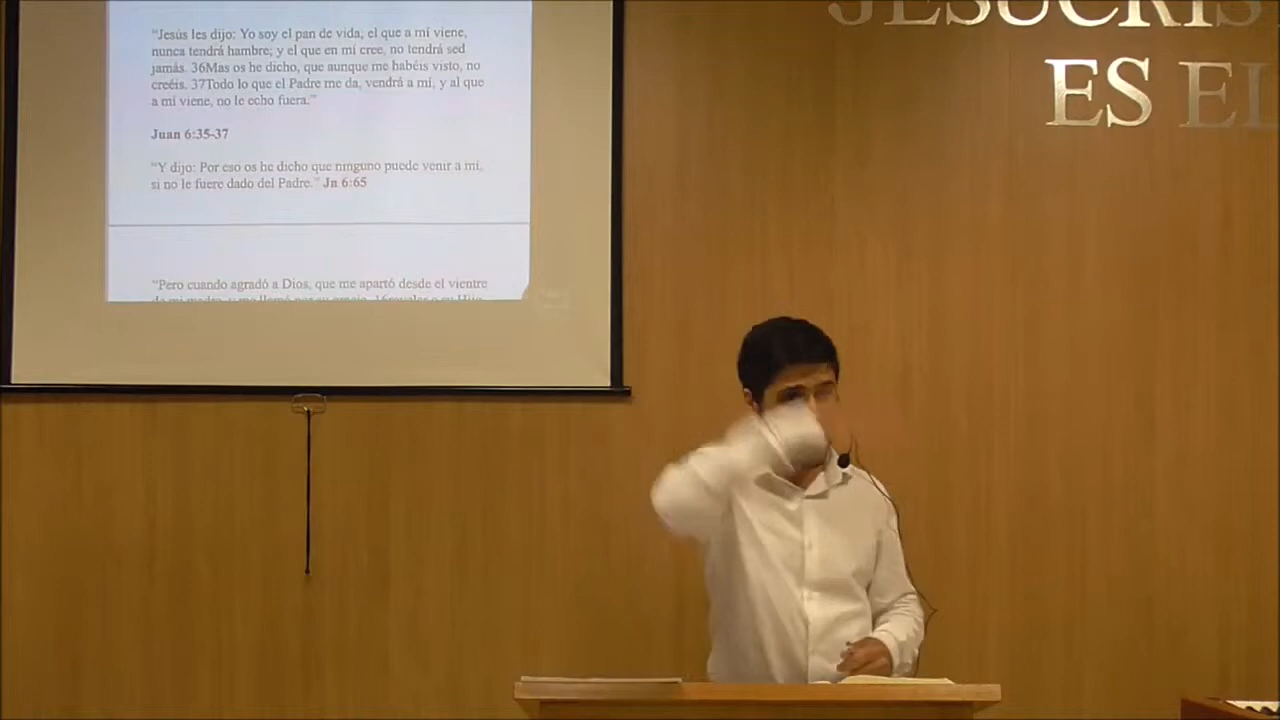 “Jesús les dijo: Yo soy el pan de vida, el que a mí viene,
nunca tendrá hambre; y el que en mí cree, no tendrá sed
jamás. 36Mas os he dicho, que aunque me habéis visto, no
creéis. 37Todo lo que el Padre me da, vendrá a mí, y al que
a mí viene, no le echo fuera.”
Juan 6:35-37
“Y dijo: Por eso os he dicho que ninguno puede venir a mí,
si no le fuere dado del Padre.” Jn 6:65
“Pero cuando agradó a Dios, que me apartó desde el vientre
JESUCRIS
ES EL